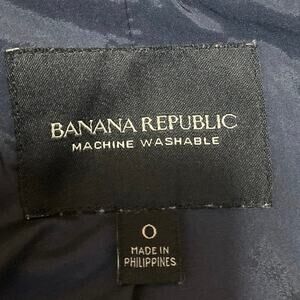 BANANA REPUBLIC
MACHINE WASHABLE
0
MADE IN
PHILIPPINES